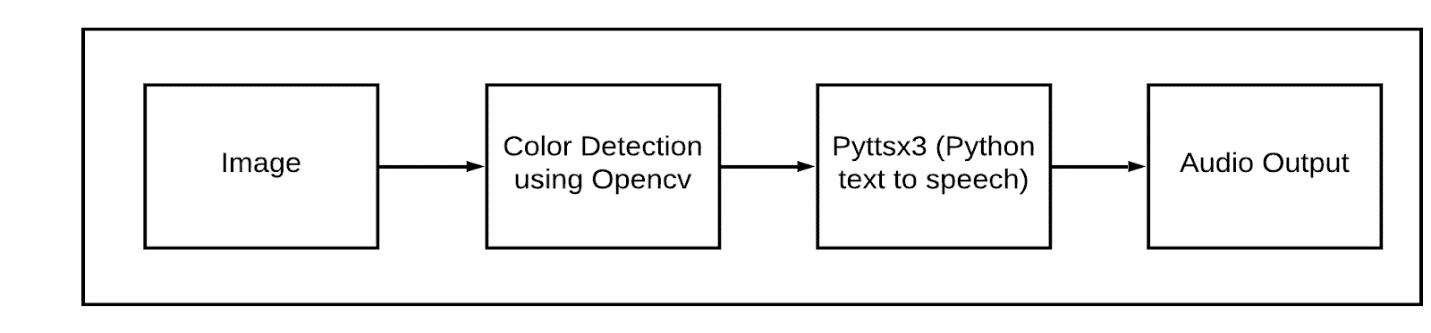 Image
Color Detection
using Opencv
Pyttsx3 (Python
text to speech)
Audio Output